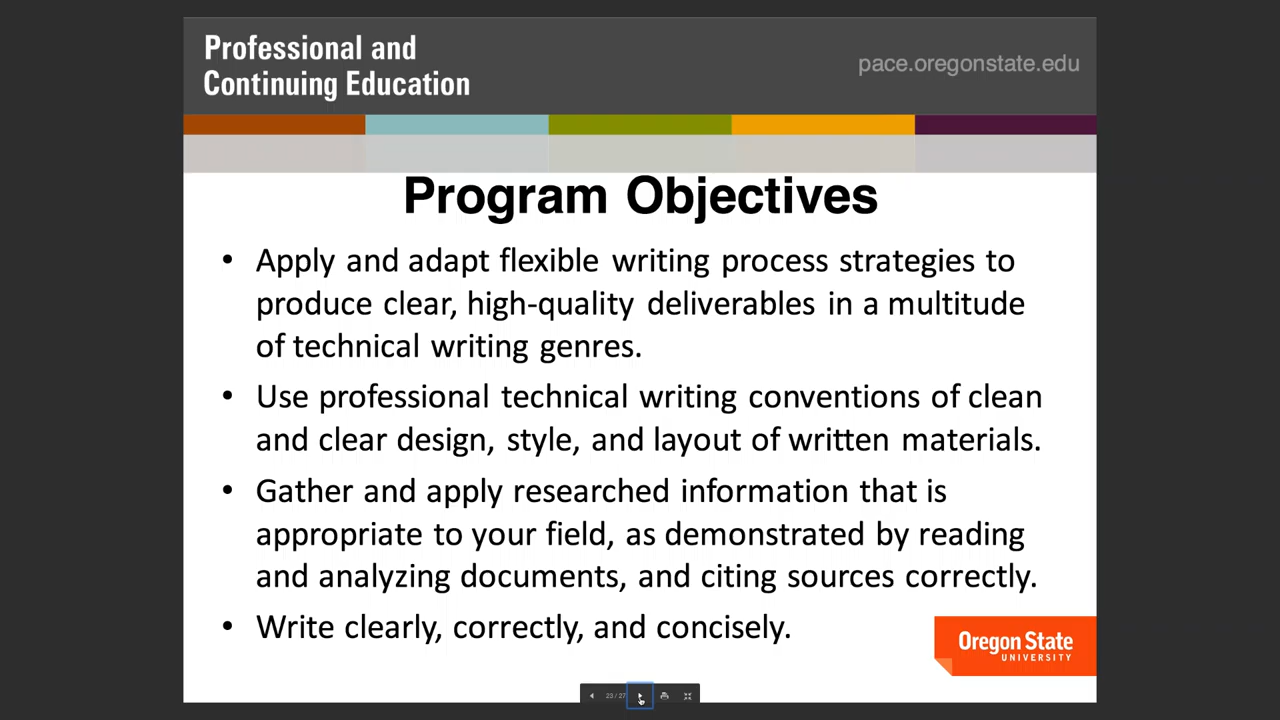 Professional and
Continuing Education
pace.oregonstate.edu
Program Objectives
• Apply and adapt flexible writing process strategies to
produce clear, high-quality deliverables in a multitude
of technical writing genres.
• Use professional technical writing conventions of clean
and clear design, style, and layout of written materials.
• Gather and apply researched information that is
appropriate to your field, as demonstrated by reading
and analyzing documents, and citing sources correctly.
• Write clearly, correctly, and concisely.
Oregon State
UNIVERSITY
23 / 27